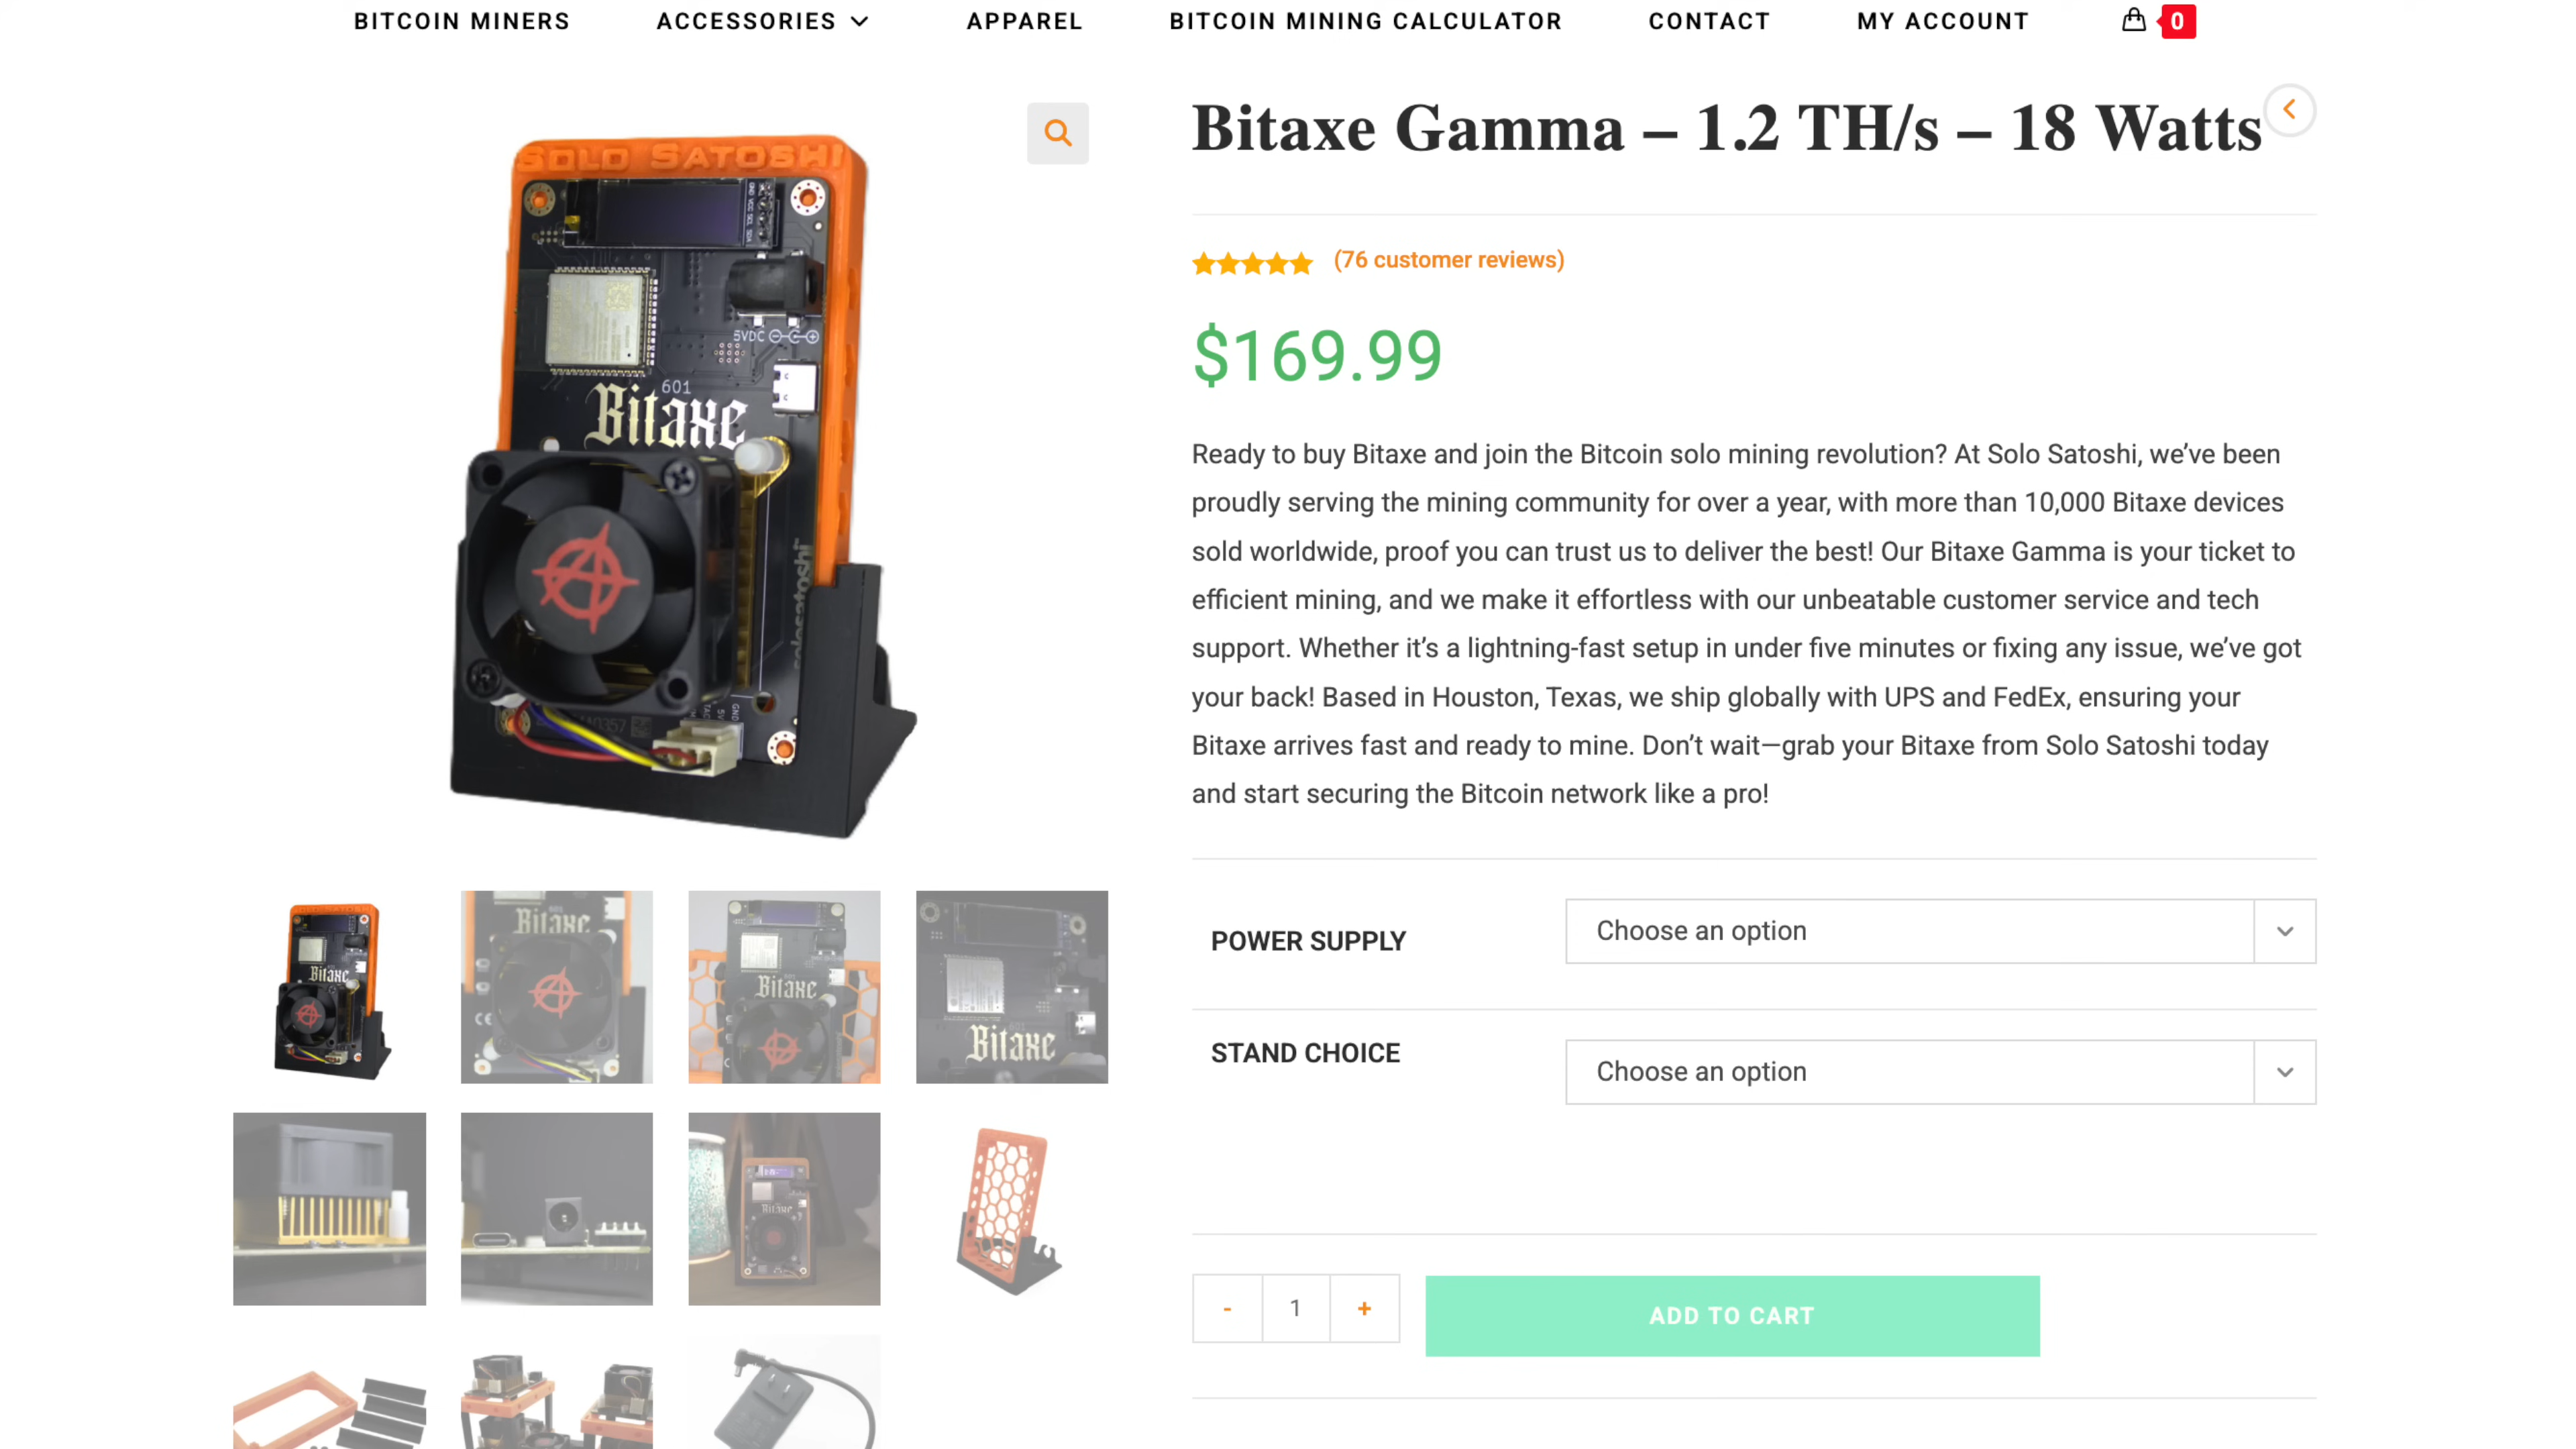 BITCOIN MINERS ACCESSORIES APPAREL BITCOIN MINING CALCULATOR CONTACT MY ACCOUNT 0
SOLO SATOSHI
GND VCC SCL SDA
5VDC
601
Bitaxe
solosatoshi
GND
5V
Bitaxe Gamma – 1.2 TH/s – 18 Watts
(76 customer reviews)
$169.99
Ready to buy Bitaxe and join the Bitcoin solo mining revolution? At Solo Satoshi, we’ve been
proudly serving the mining community for over a year, with more than 10,000 Bitaxe devices
sold worldwide, proof you can trust us to deliver the best! Our Bitaxe Gamma is your ticket to
efficient mining, and we make it effortless with our unbeatable customer service and tech
support. Whether it’s a lightning-fast setup in under five minutes or fixing any issue, we’ve got
your back! Based in Houston, Texas, we ship globally with UPS and FedEx, ensuring your
Bitaxe arrives fast and ready to mine. Don’t wait—grab your Bitaxe from Solo Satoshi today
and start securing the Bitcoin network like a pro!
Bitaxe
Bitaxe
Bitaxe
Bitaxe
Bitaxe
POWER SUPPLY Choose an option
STAND CHOICE Choose an option
- 1 + ADD TO CART